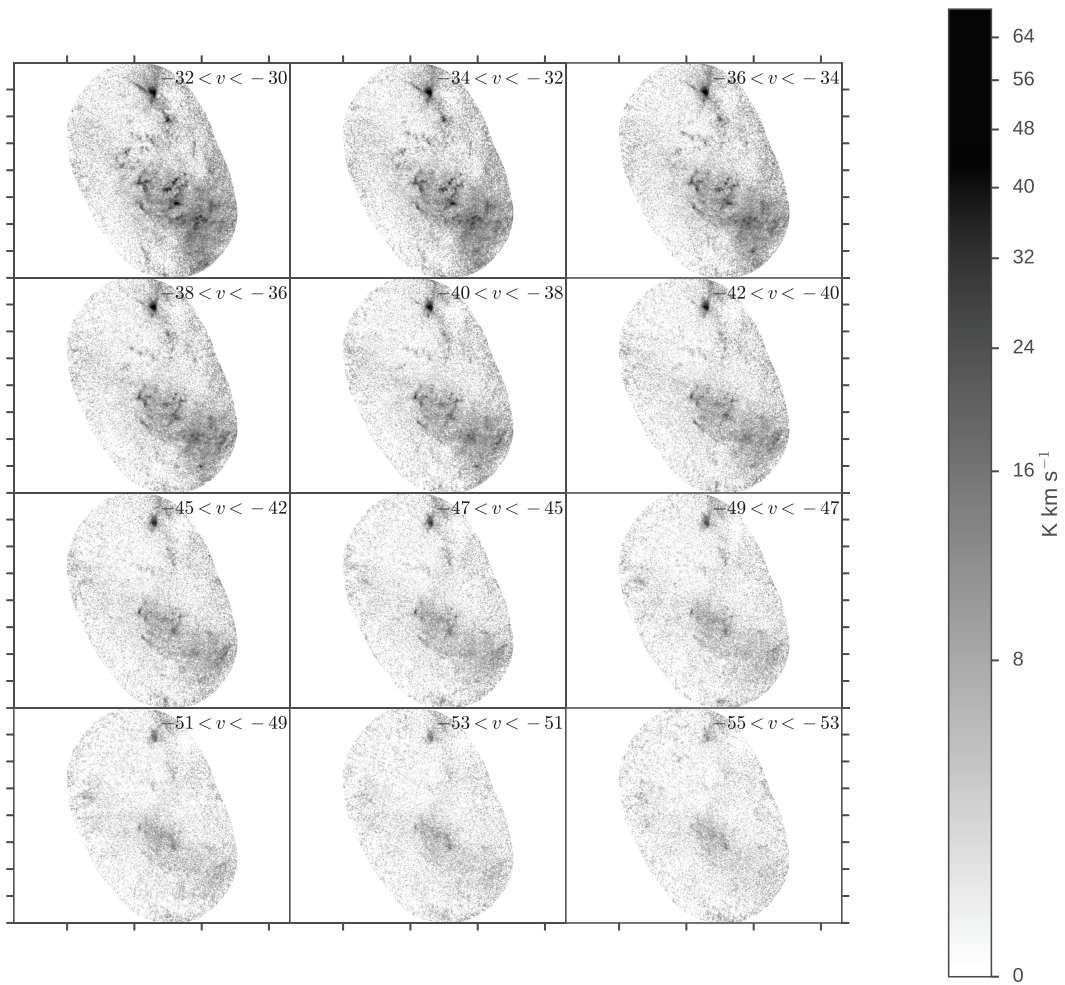 −32 < v < −30
−34 < v < −32
−36 < v < −34
−38 < v < −36
−40 < v < −38
−42 < v < −40
−45 < v < −42
−47 < v < −45
−49 < v < −47
−51 < v < −49
−53 < v < −51
−55 < v < −53
64
56
48
40
32
24
16
8
0
K km s⁻¹